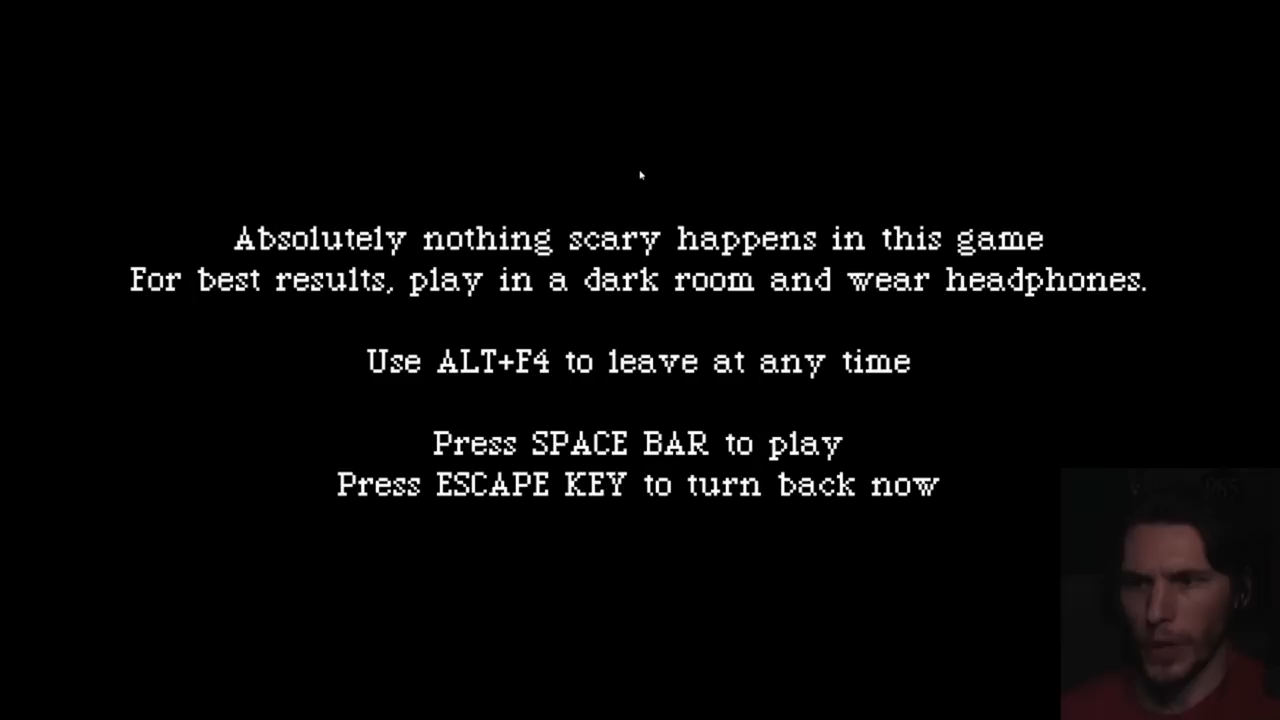 Absolutely nothing scary happens in this game
For best results, play in a dark room and wear headphones.
Use ALT+F4 to leave at any time
Press SPACE BAR to play
Press ESCAPE KEY to turn back now